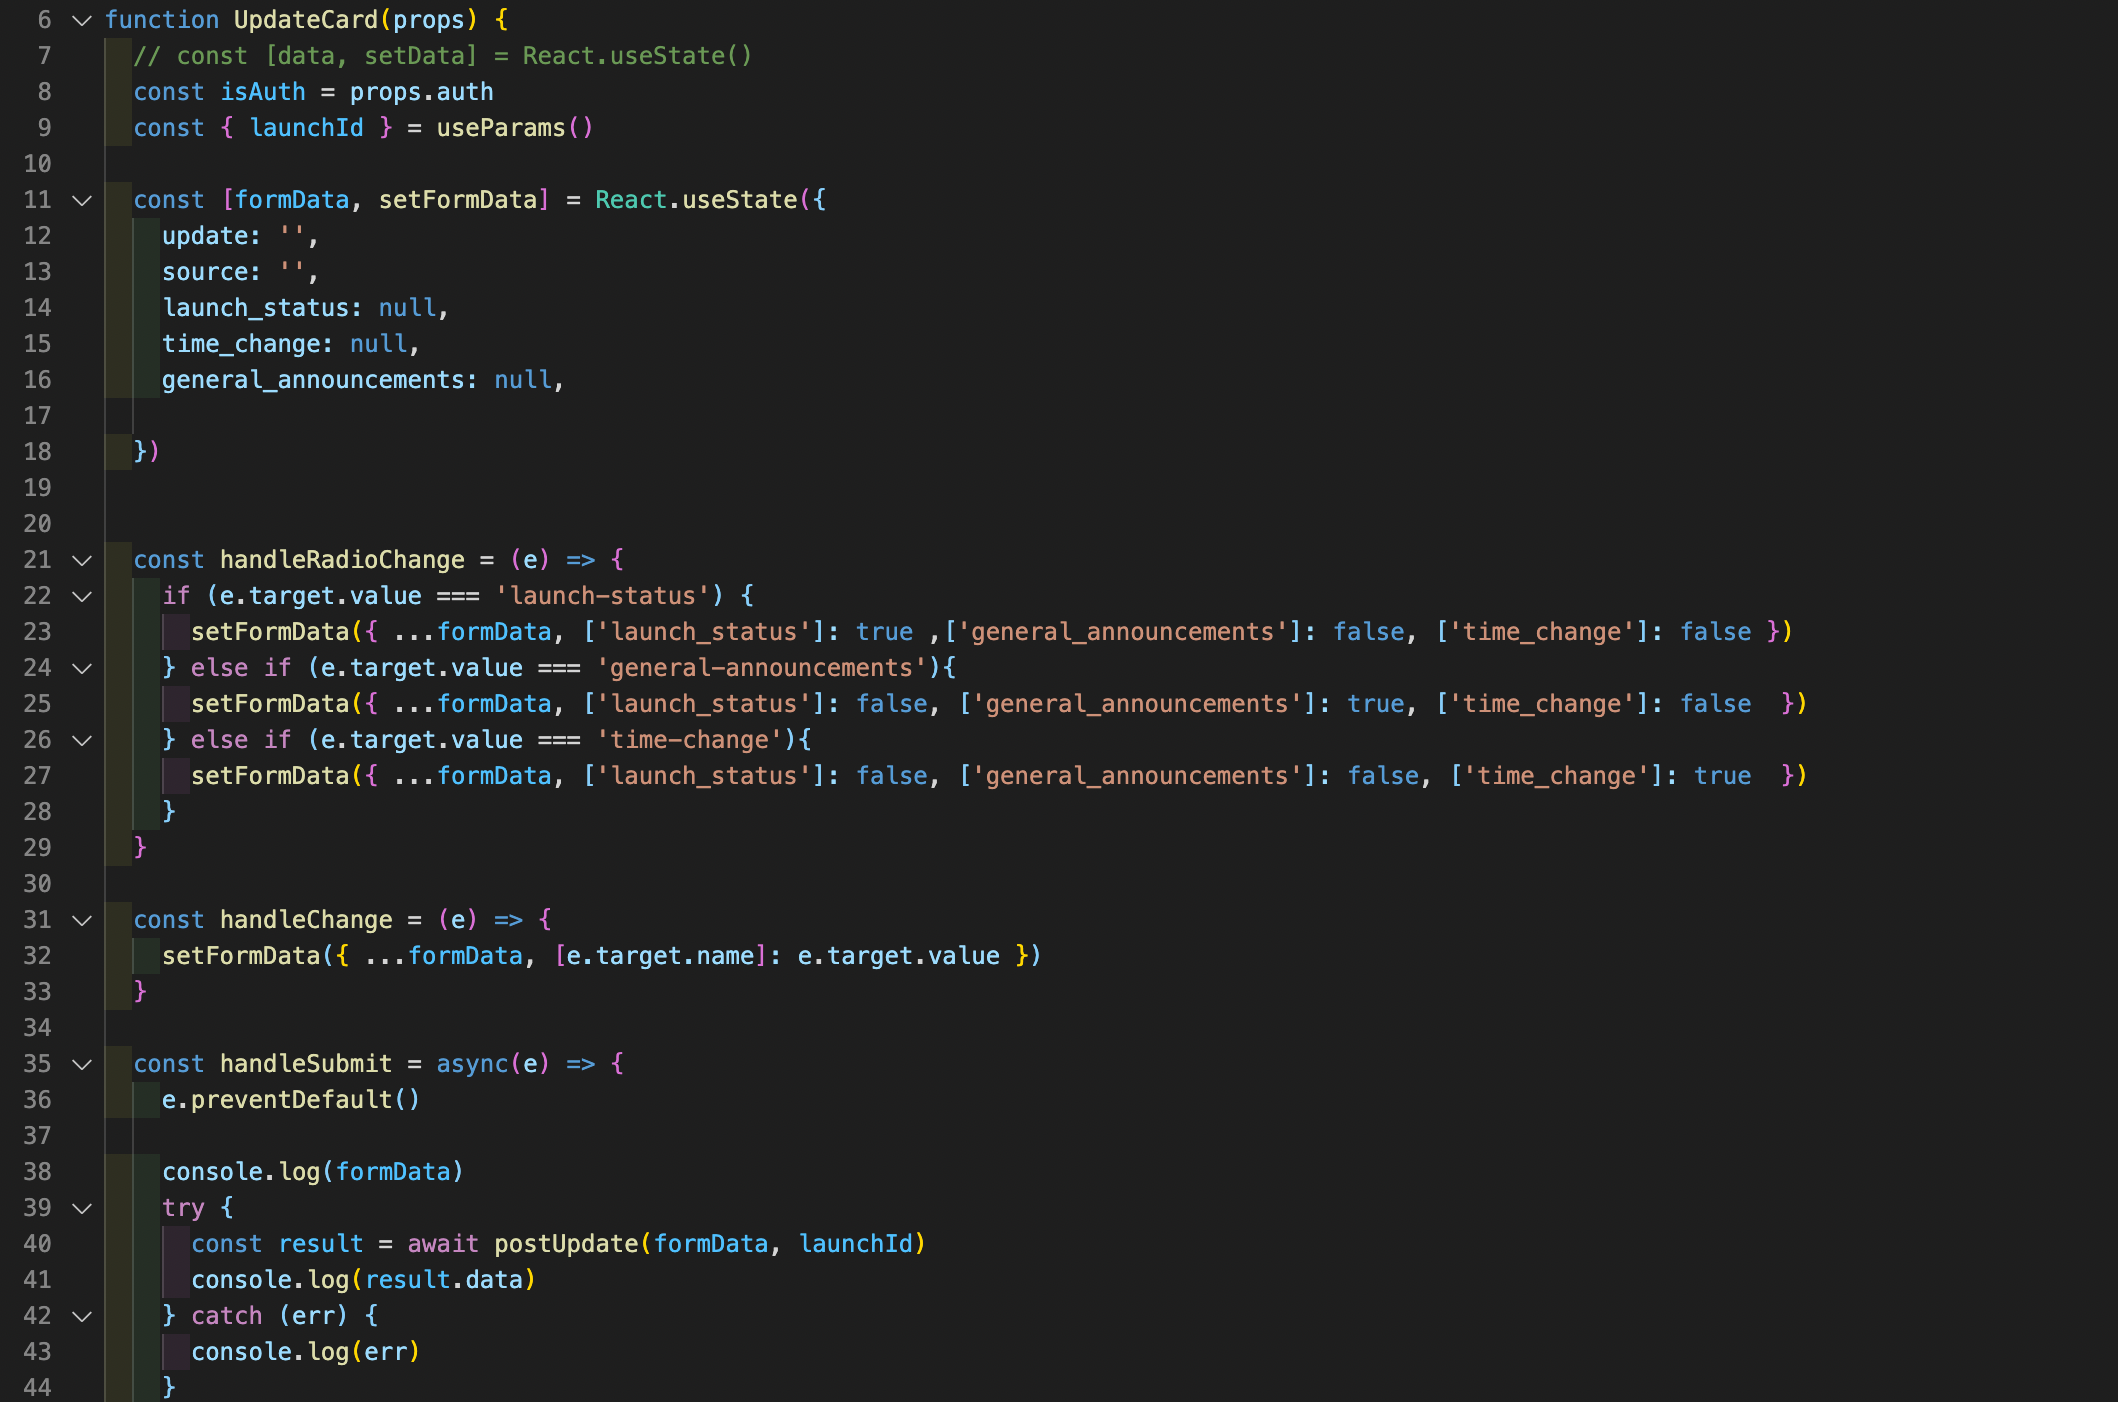 6 function UpdateCard(props) {
7 // const [data, setData] = React.useState()
8 const isAuth = props.auth
9 const { launchId } = useParams()
10
11 const [formData, setFormData] = React.useState({
12 update: '',
13 source: '',
14 launch_status: null,
15 time_change: null,
16 general_announcements: null,
17
18 })
19
20
21 const handleRadioChange = (e) => {
22 if (e.target.value === 'launch-status') {
23 setFormData({ ...formData, ['launch_status']: true ,['general_announcements']: false, ['time_change']: false })
24 } else if (e.target.value === 'general-announcements'){
25 setFormData({ ...formData, ['launch_status']: false, ['general_announcements']: true, ['time_change']: false  })
26 } else if (e.target.value === 'time-change'){
27 setFormData({ ...formData, ['launch_status']: false, ['general_announcements']: false, ['time_change']: true  })
28 }
29 }
30
31 const handleChange = (e) => {
32 setFormData({ ...formData, [e.target.name]: e.target.value })
33 }
34
35 const handleSubmit = async(e) => {
36 e.preventDefault()
37
38 console.log(formData)
39 try {
40 const result = await postUpdate(formData, launchId)
41 console.log(result.data)
42 } catch (err) {
43 console.log(err)
44 }